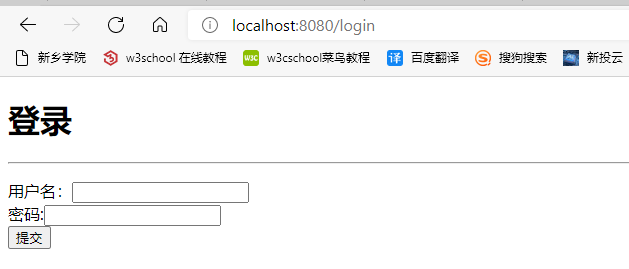 localhost:8080/login
新乡学院 w3school 在线教程 W3C w3cschool菜鸟教程 译 百度翻译 S 搜狗搜索 新投云
登录
用户名：
密码:
提交